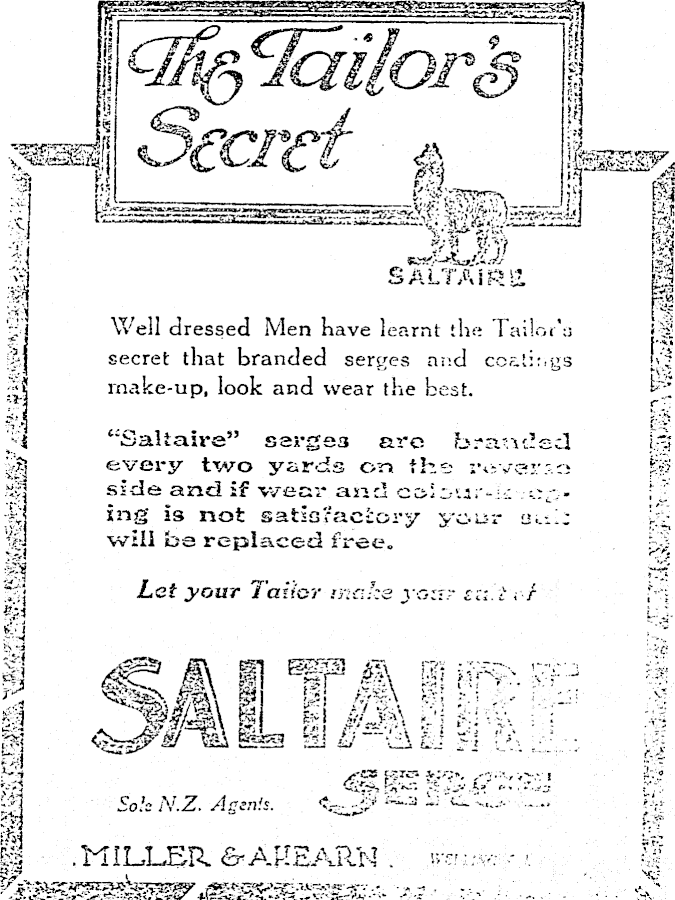 The Tailor's
Secret
SALTAIRE
Well dressed Men have learnt the Tailor's
secret that branded serges and coatings
make-up, look and wear the best.
"Saltaire" serges are branded
every two yards on the reverse
side and if wear and colour-keep-
ing is not satisfactory your suit
will be replaced free.
Let your Tailor make your suit of
SALTAIRE
SERGE
Sole N.Z. Agents.
MILLER & AHEARN.